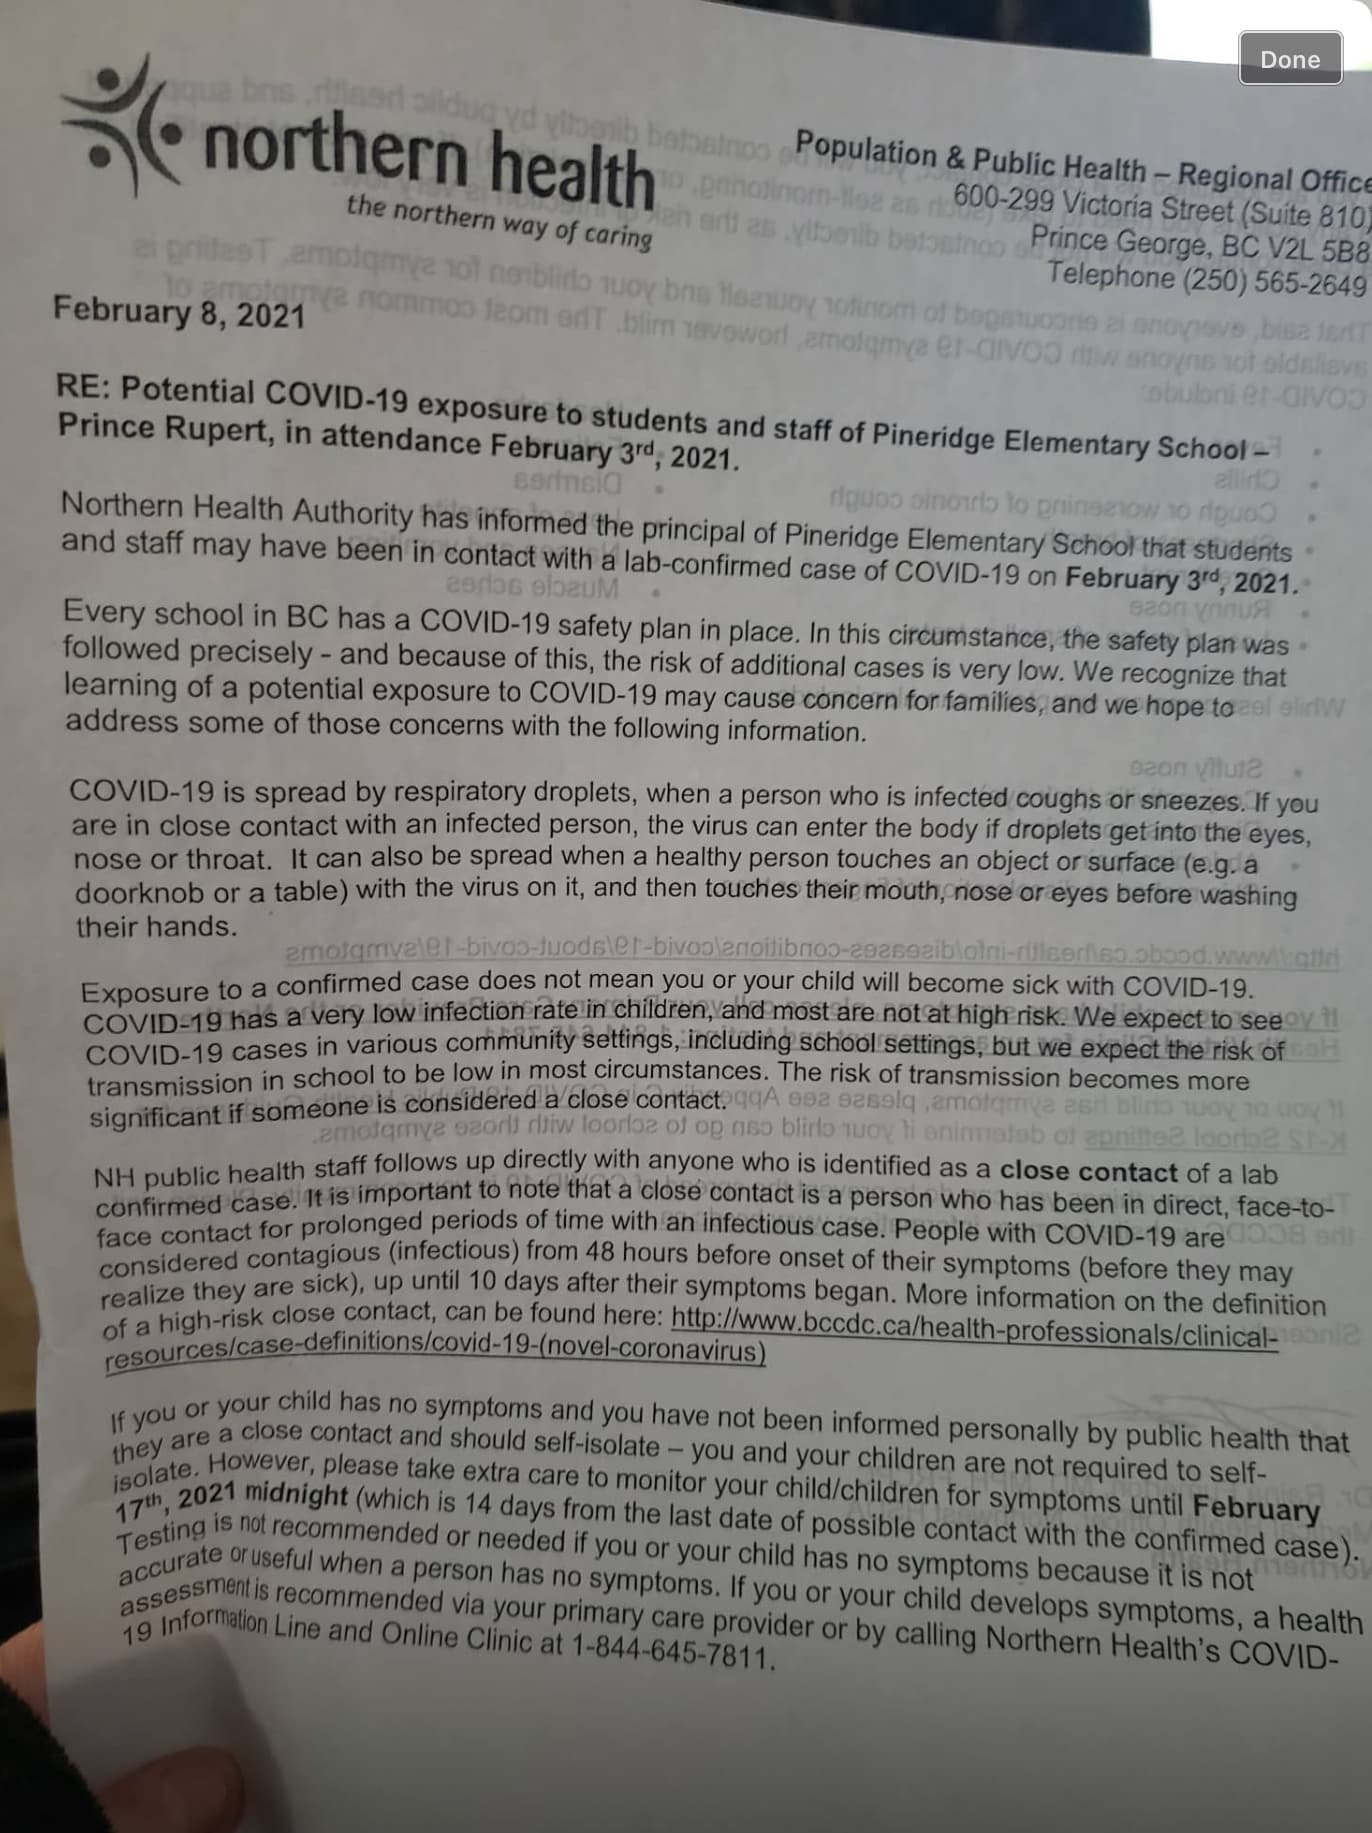 Done
northern health
the northern way of caring
Population & Public Health – Regional Office
600-299 Victoria Street (Suite 810)
Prince George, BC V2L 5B8
Telephone (250) 565-2649
February 8, 2021
RE: Potential COVID-19 exposure to students and staff of Pineridge Elementary School –
Prince Rupert, in attendance February 3rd, 2021.
Northern Health Authority has informed the principal of Pineridge Elementary School that students
and staff may have been in contact with a lab-confirmed case of COVID-19 on February 3rd, 2021.
Every school in BC has a COVID-19 safety plan in place. In this circumstance, the safety plan was
followed precisely - and because of this, the risk of additional cases is very low. We recognize that
learning of a potential exposure to COVID-19 may cause concern for families, and we hope to
address some of those concerns with the following information.
COVID-19 is spread by respiratory droplets, when a person who is infected coughs or sneezes. If you
are in close contact with an infected person, the virus can enter the body if droplets get into the eyes,
nose or throat. It can also be spread when a healthy person touches an object or surface (e.g. a
doorknob or a table) with the virus on it, and then touches their mouth, nose or eyes before washing
their hands.
Exposure to a confirmed case does not mean you or your child will become sick with COVID-19.
COVID-19 has a very low infection rate in children, and most are not at high risk. We expect to see
COVID-19 cases in various community settings, including school settings, but we expect the risk of
transmission in school to be low in most circumstances. The risk of transmission becomes more
significant if someone is considered a close contact.
NH public health staff follows up directly with anyone who is identified as a close contact of a lab
confirmed case. It is important to note that a close contact is a person who has been in direct, face-to-
face contact for prolonged periods of time with an infectious case. People with COVID-19 are
considered contagious (infectious) from 48 hours before onset of their symptoms (before they may
realize they are sick), up until 10 days after their symptoms began. More information on the definition
of a high-risk close contact, can be found here: http://www.bccdc.ca/health-professionals/clinical-
resources/case-definitions/covid-19-(novel-coronavirus)
If you or your child has no symptoms and you have not been informed personally by public health that
they are a close contact and should self-isolate – you and your children are not required to self-
isolate. However, please take extra care to monitor your child/children for symptoms until February
17th, 2021 midnight (which is 14 days from the last date of possible contact with the confirmed case).
Testing is not recommended or needed if you or your child has no symptoms because it is not
accurate or useful when a person has no symptoms. If you or your child develops symptoms, a health
assessment is recommended via your primary care provider or by calling Northern Health's COVID-
19 Information Line and Online Clinic at 1-844-645-7811.